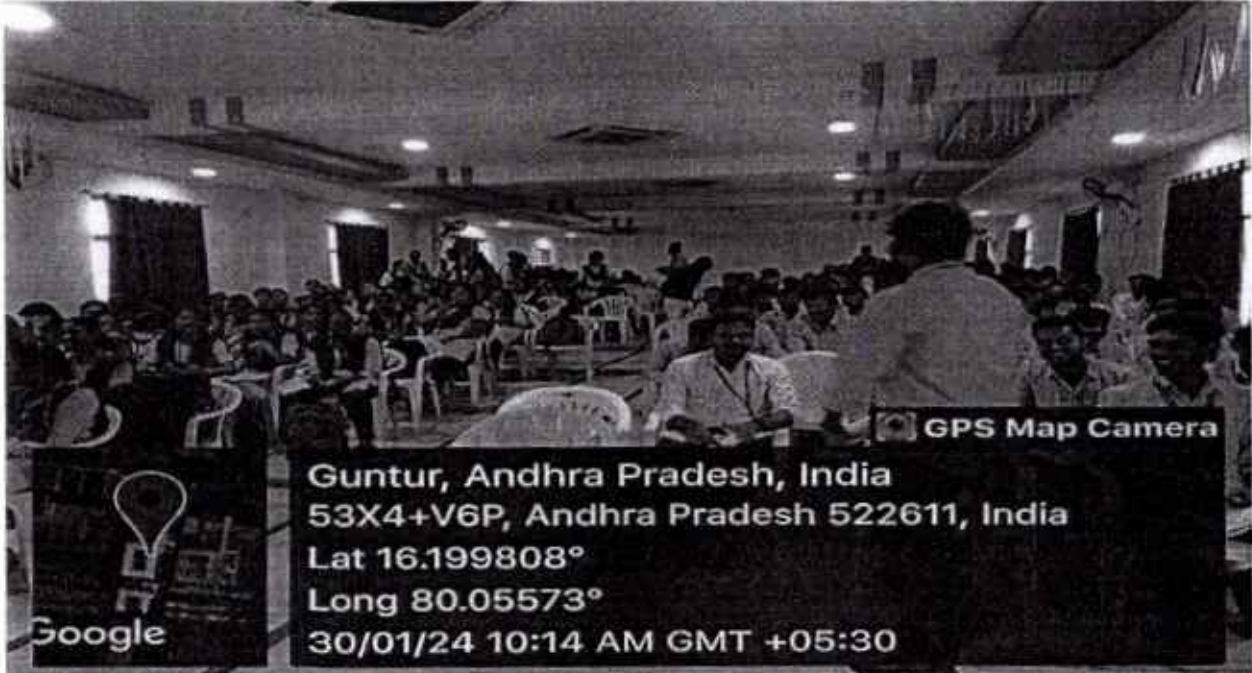 GPS Map Camera
Guntur, Andhra Pradesh, India
53X4+V6P, Andhra Pradesh 522611, India
Lat 16.199808°
Long 80.05573°
30/01/24 10:14 AM GMT +05:30
Google